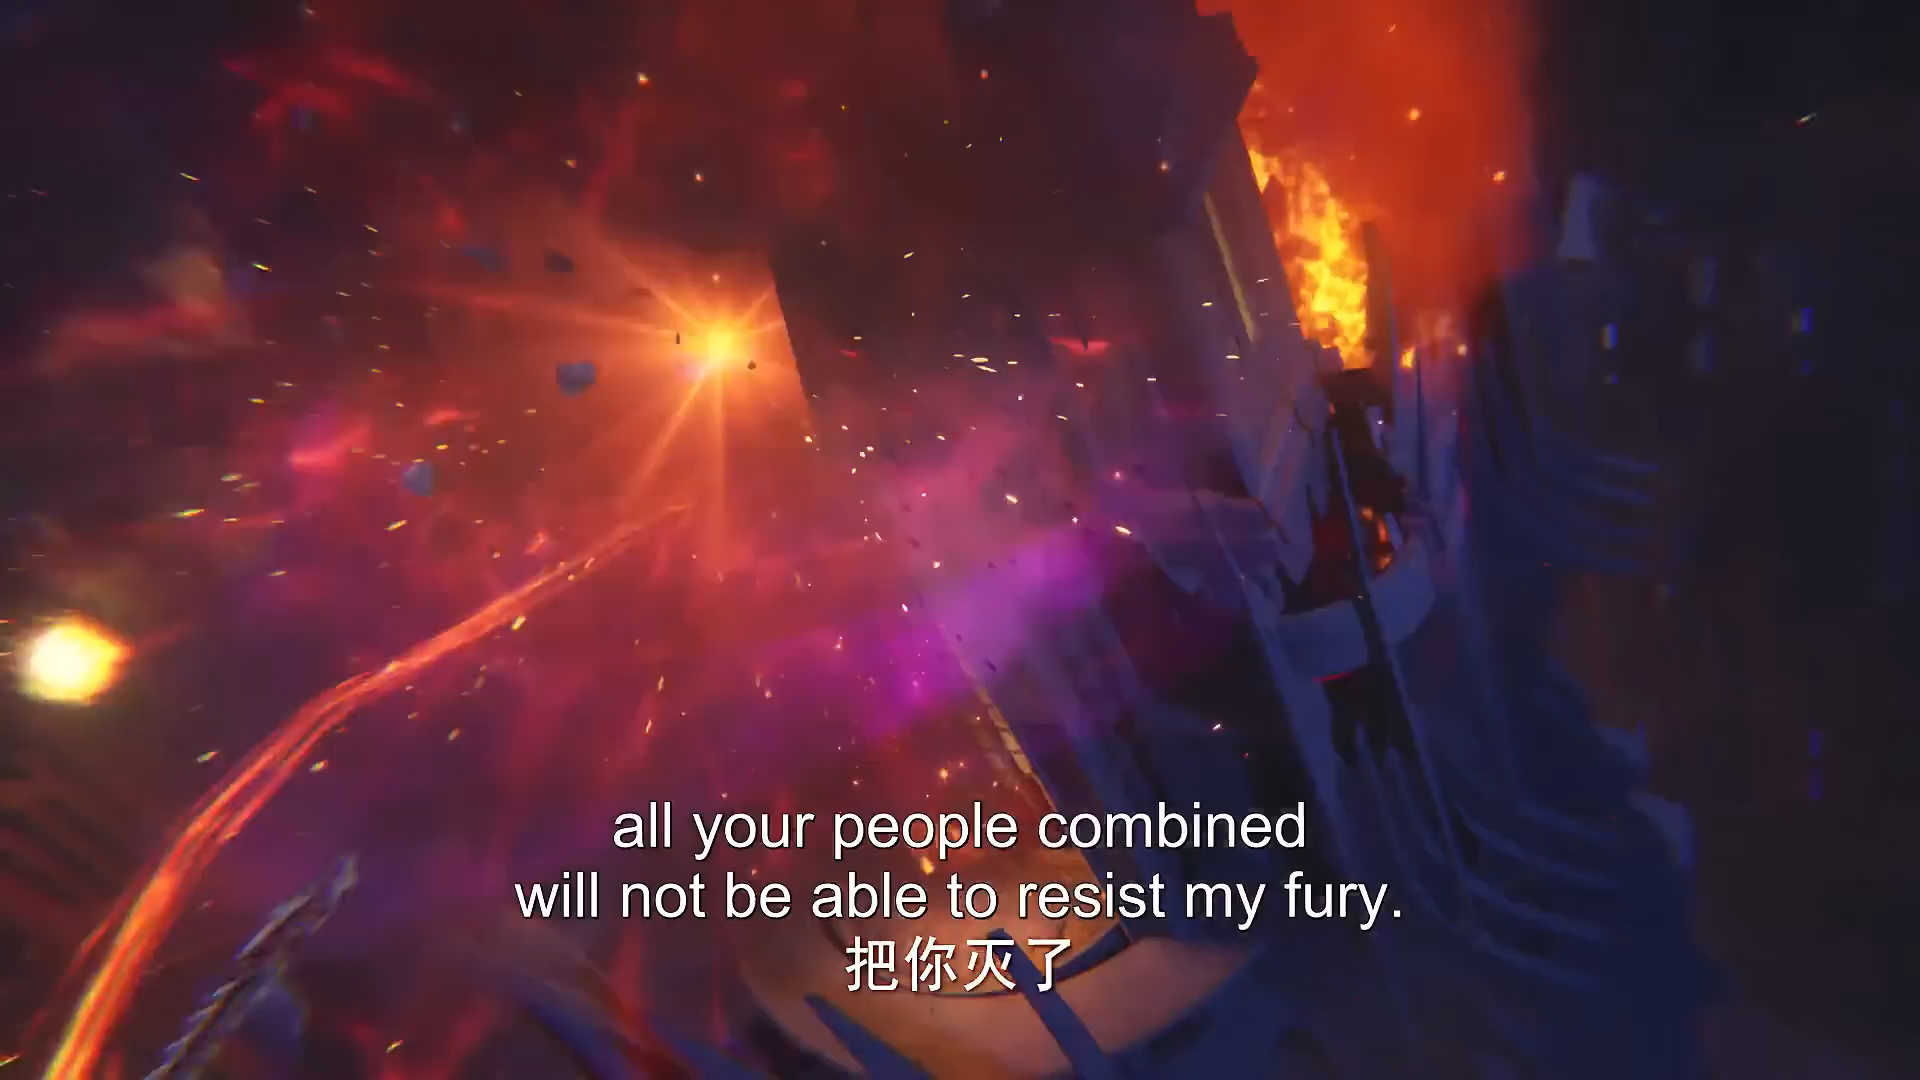 all your people combined
will not be able to resist my fury.
把你灭了